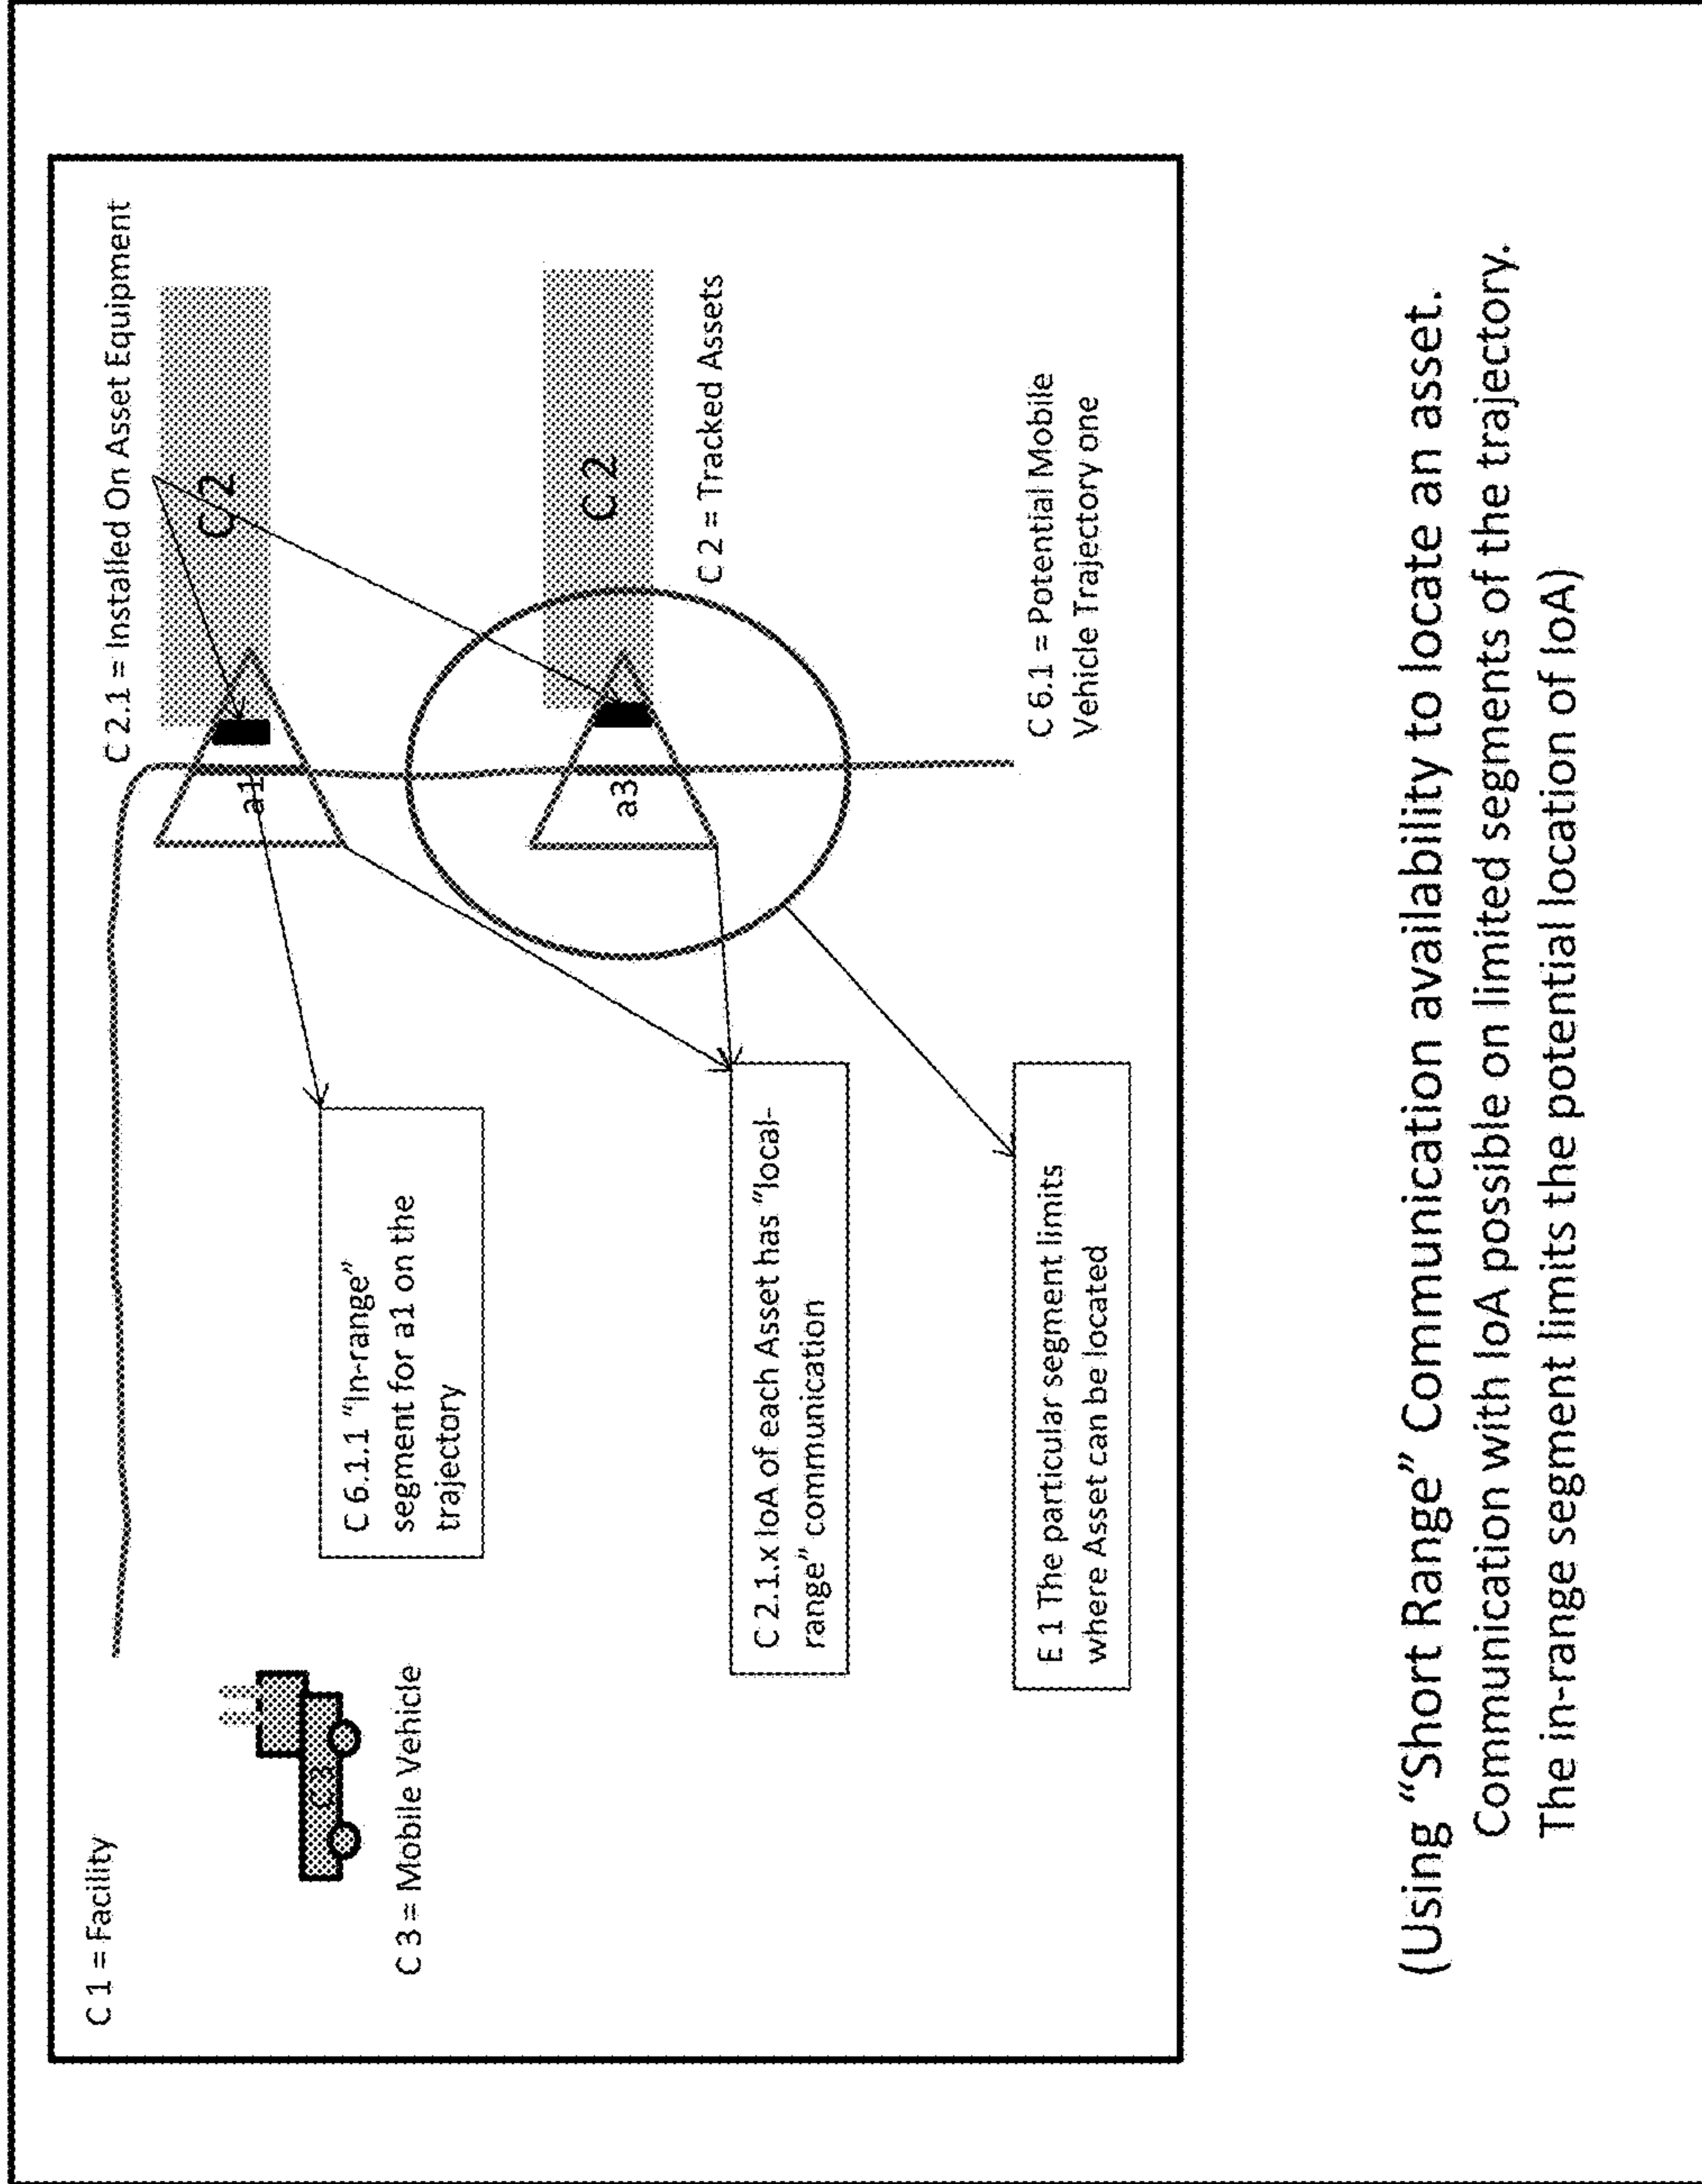 C 1 = Facility
C 2.1 = Installed On Asset Equipment
C 2
a1
C 3 = Mobile Vehicle
C 6.1.1 “In-range”
segment for a1 on the
trajectory
C 2
a3
C 2 = Tracked Assets
C 2.1.x IoA of each Asset has “local-
range” communication
C 6.1 = Potential Mobile
Vehicle Trajectory one
E 1 The particular segment limits
where Asset can be located
(Using “Short Range” Communication availability to locate an asset.
Communication with IoA possible on limited segments of the trajectory.
The in-range segment limits the potential location of IoA)